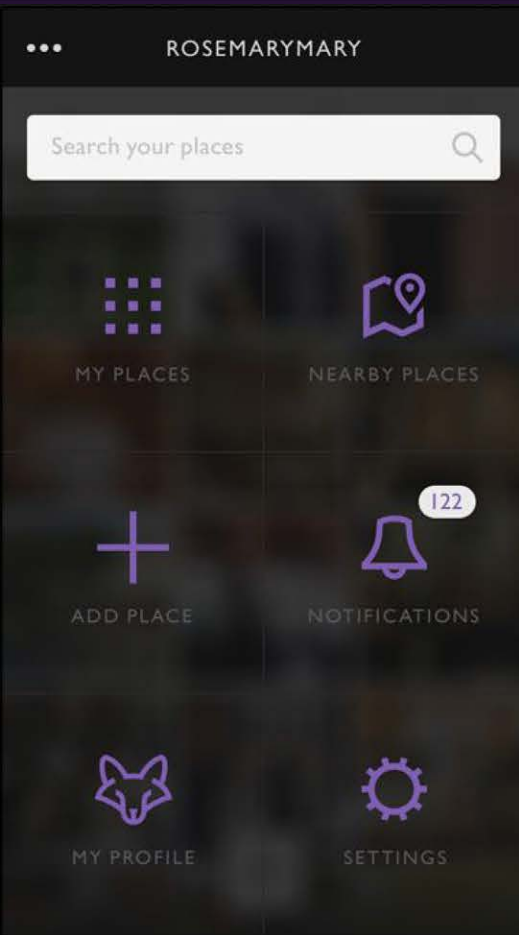 ROSEMARYMARY
Search your places
MY PLACES
NEARBY PLACES
122
ADD PLACE
NOTIFICATIONS
MY PROFILE
SETTINGS